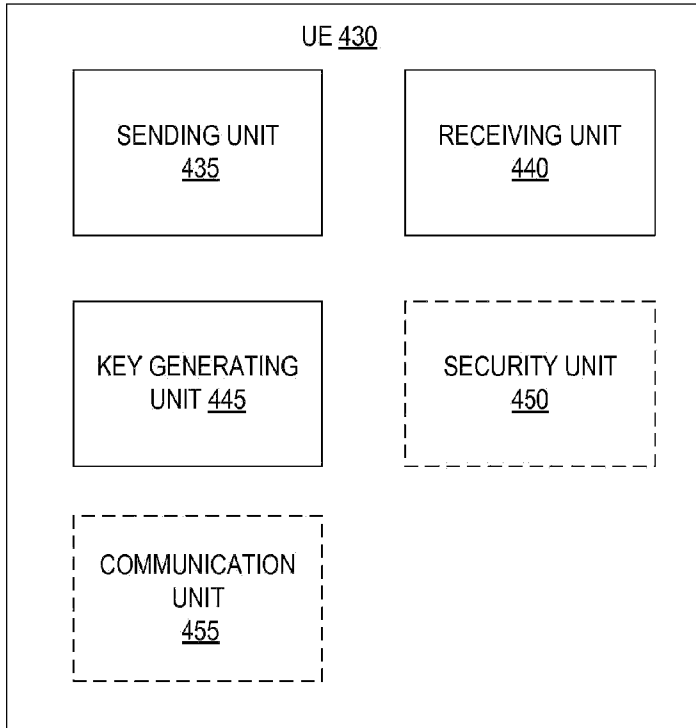 UE 430
SENDING UNIT
435
RECEIVING UNIT
440
KEY GENERATING
UNIT 445
SECURITY UNIT
450
COMMUNICATION
UNIT
455